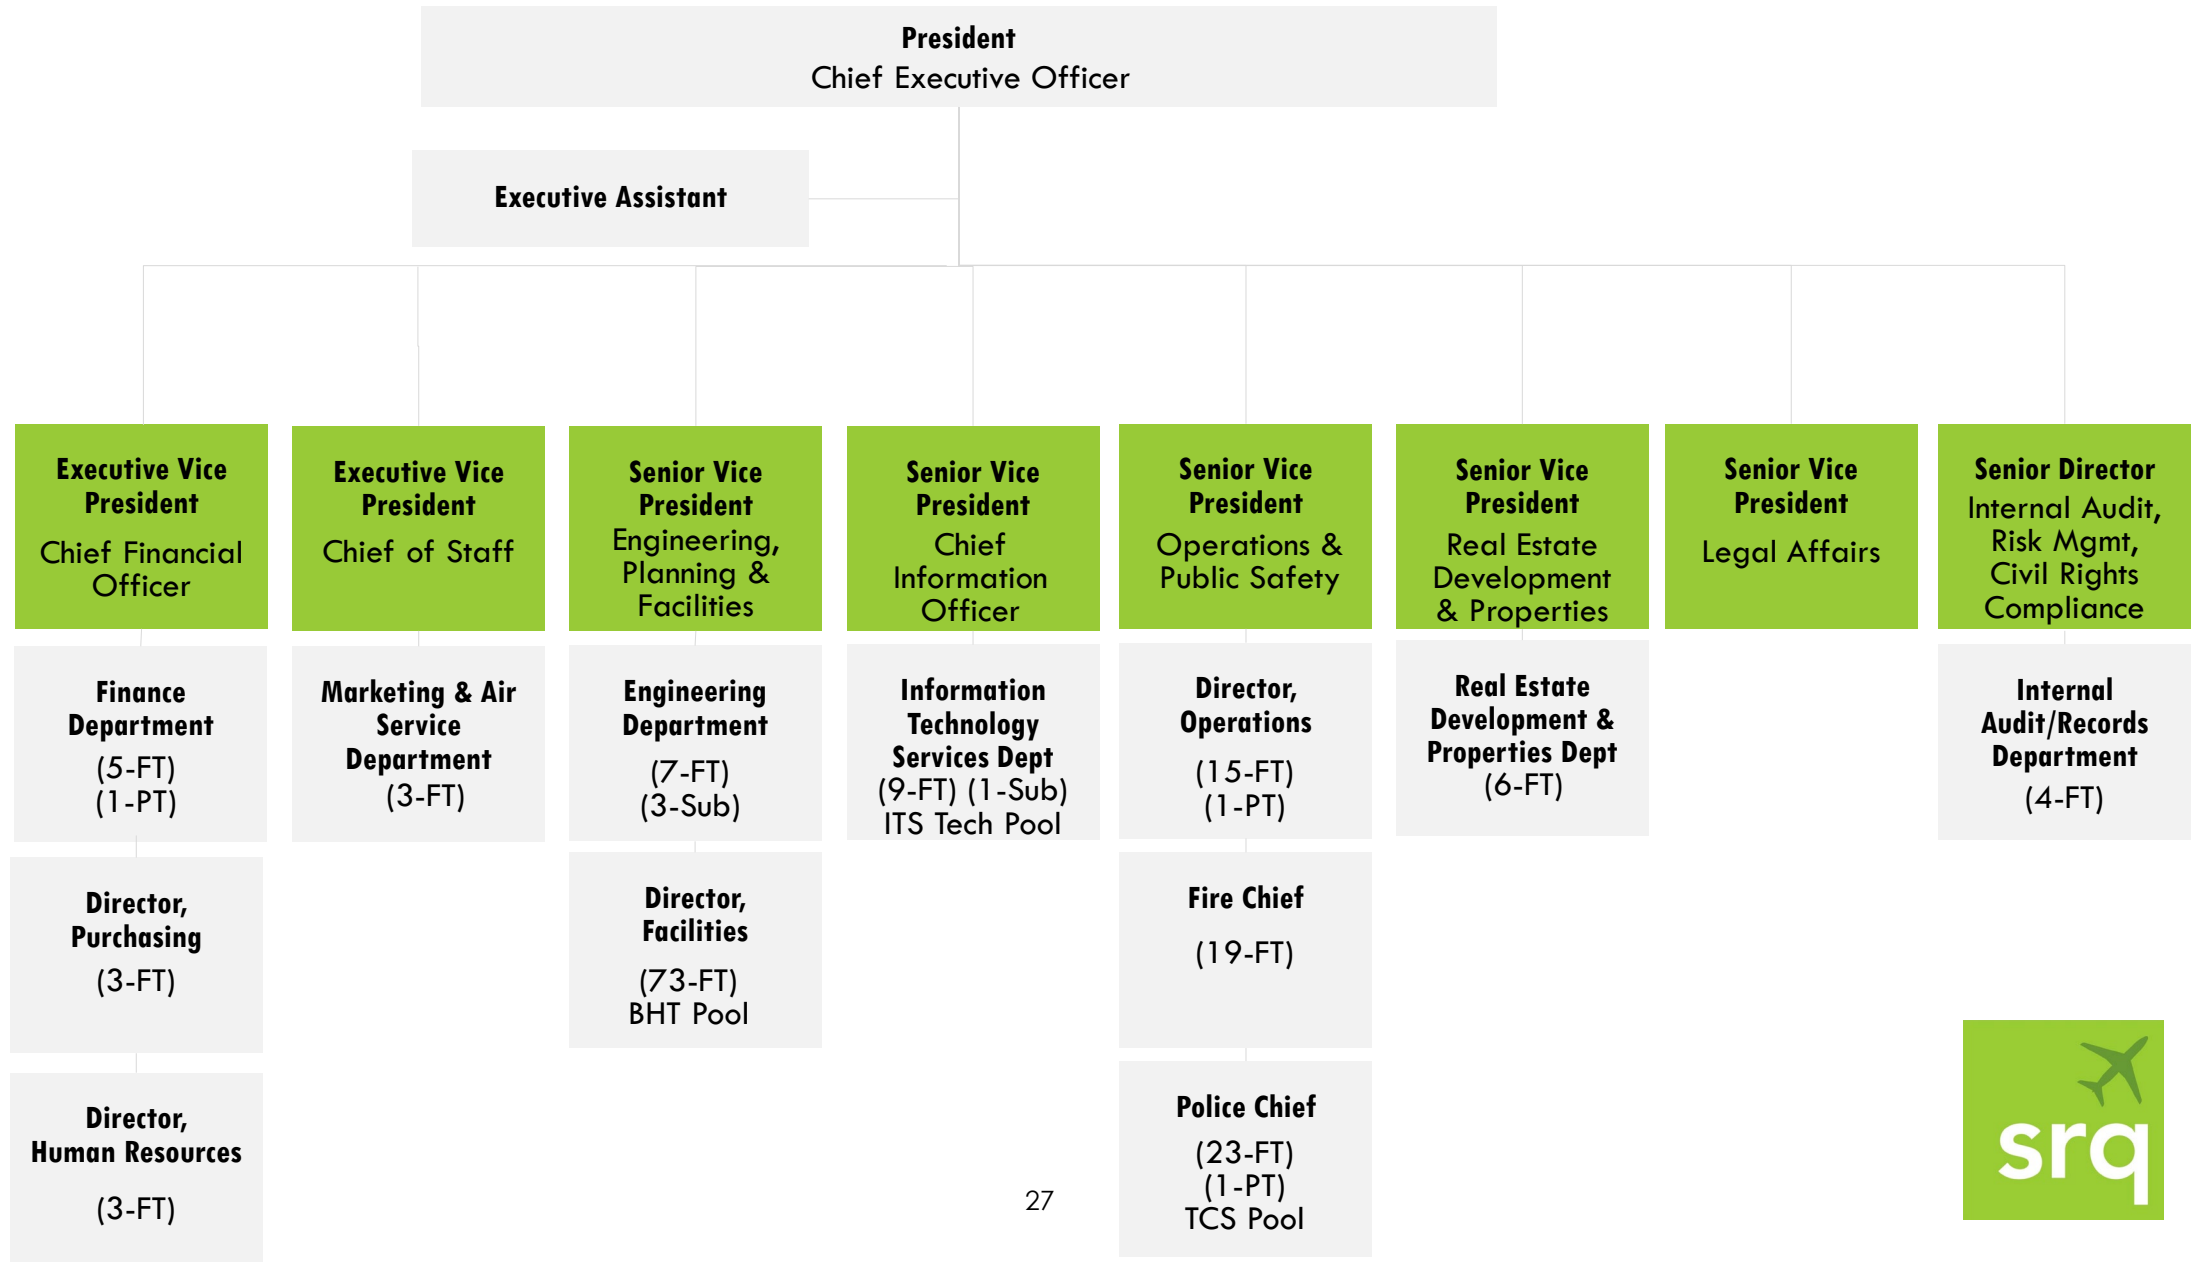 President
Chief Executive Officer
Executive Assistant
Executive Vice
President
Chief Financial
Officer
Executive Vice
President
Chief of Staff
Senior Vice
President
Engineering,
Planning &
Facilities
Senior Vice
President
Chief
Information
Officer
Senior Vice
President
Operations &
Public Safety
Senior Vice
President
Real Estate
Development
& Properties
Senior Vice
President
Legal Affairs
Senior Director
Internal Audit,
Risk Mgmt,
Civil Rights
Compliance
Finance
Department
(5-FT)
(1-PT)
Marketing & Air
Service
Department
(3-FT)
Engineering
Department
(7-FT)
(3-Sub)
Information
Technology
Services Dept
(9-FT) (1-Sub)
ITS Tech Pool
Director,
Operations
(15-FT)
(1-PT)
Real Estate
Development &
Properties Dept
(6-FT)
Internal
Audit/Records
Department
(4-FT)
Director,
Purchasing
(3-FT)
Director,
Facilities
(73-FT)
BHT Pool
Fire Chief
(19-FT)
Director,
Human Resources
(3-FT)
Police Chief
(23-FT)
(1-PT)
TCS Pool
srq
27